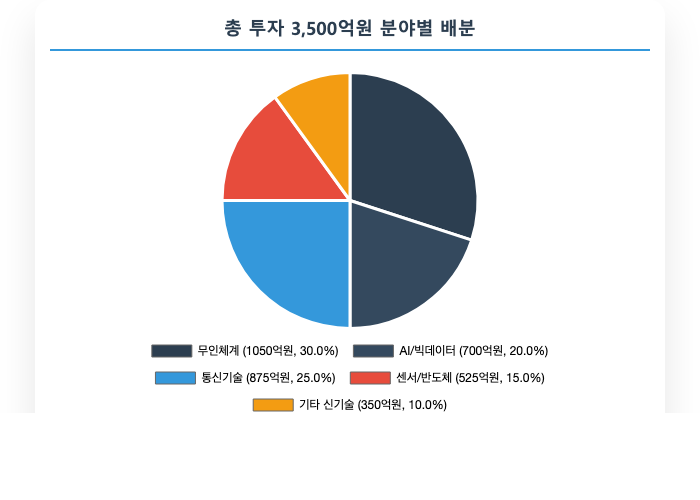 총 투자 3,500억원 분야별 배분
무인체계 (1050억원, 30.0%) AI/빅데이터 (700억원, 20.0%)
통신기술 (875억원, 25.0%) 센서/반도체 (525억원, 15.0%)
기타 신기술 (350억원, 10.0%)